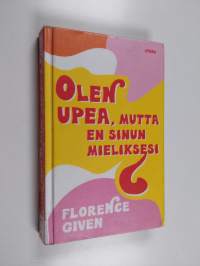 OLEN
UPEA, MUTTA
EN SINUN
MIELIKSESI
FLORENCE
GIVEN